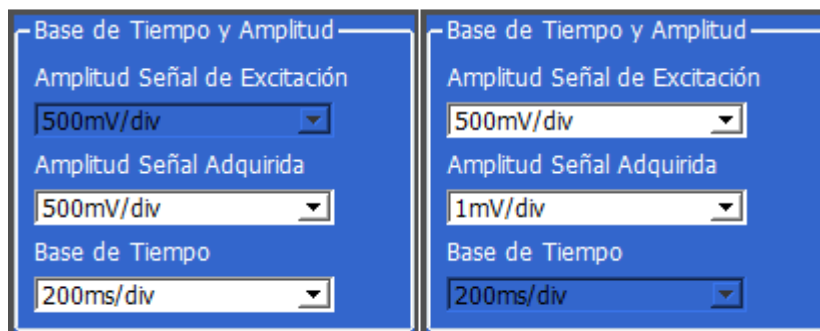 Base de Tiempo y Amplitud
Amplitud Señal de Excitación
500mV/div
Amplitud Señal Adquirida
500mV/div
Base de Tiempo
200ms/div
Base de Tiempo y Amplitud
Amplitud Señal de Excitación
500mV/div
Amplitud Señal Adquirida
1mV/div
Base de Tiempo
200ms/div